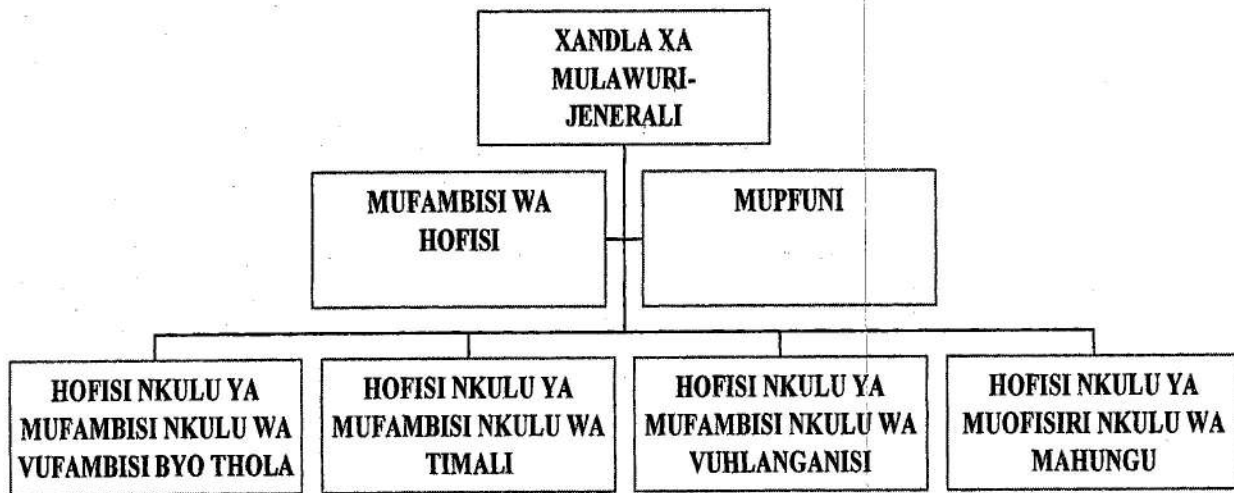 XANDLA XA
MULAWURI-
JENERALI
MUFAMBISI WA
HOFISI
MUPFUNI
HOFISI NKULU YA
MUFAMBISI NKULU WA
VUFAMBISI BYO THOLA
HOFISI NKULU YA
MUFAMBISI NKULU WA
TIMALI
HOFISI NKULU YA
MUFAMBISI NKULU WA
VUHLANGANISI
HOFISI NKULU YA
MUOFISIRI NKULU WA
MAHUNGU